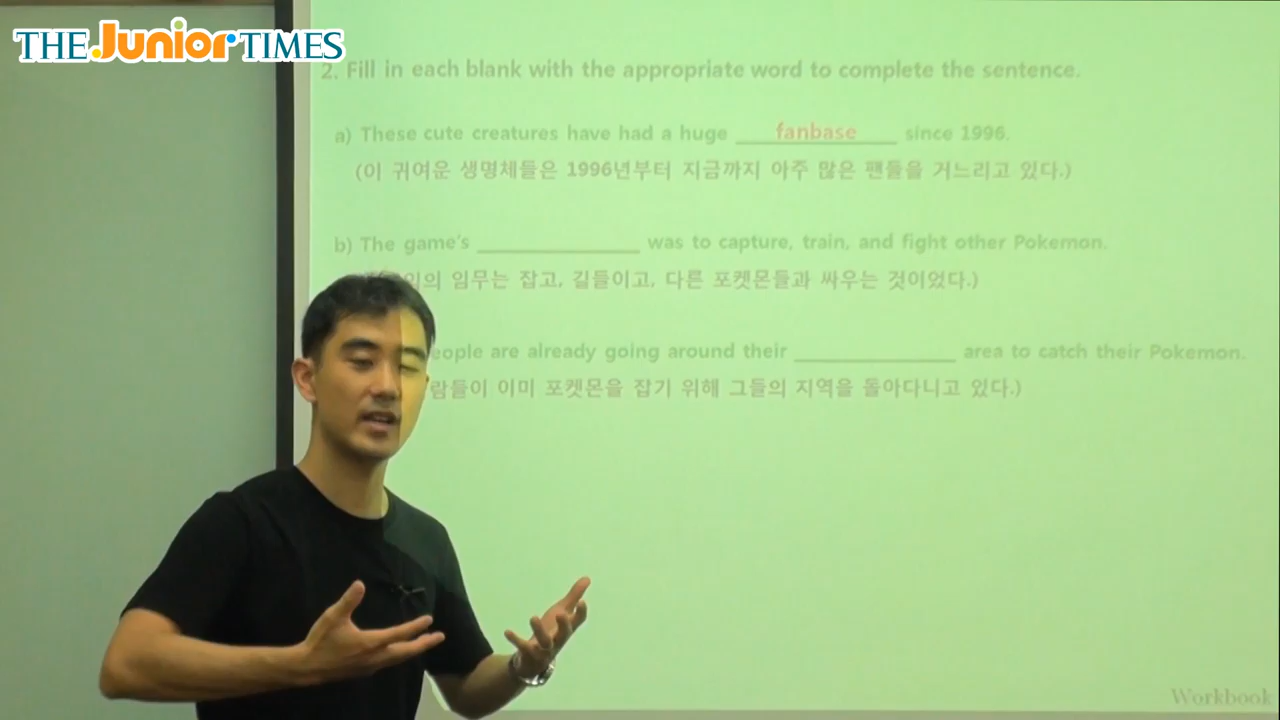 THE Junior TIMES
2. Fill in each blank with the appropriate word to complete the sentence.
a) These cute creatures have had a huge fanbase since 1996.
(이 귀여운 생명체들은 1996년부터 지금까지 아주 많은 팬들을 거느리고 있다.)
b) The game's ______________ was to capture, train, and fight other Pokemon.
임무는 잡고, 길들이고, 다른 포켓몬들과 싸우는 것이었다.)
eople are already going around their ______________ area to catch their Pokemon.
람들이 이미 포켓몬을 잡기 위해 그들의 지역을 돌아다니고 있다.)
Workbook